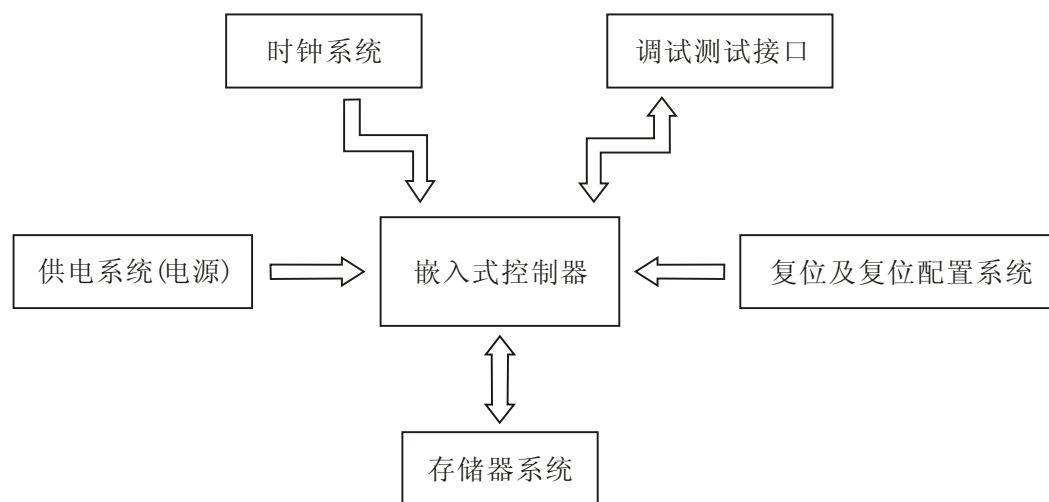 时钟系统
调试测试接口
供电系统(电源)
嵌入式控制器
复位及复位配置系统
存储器系统